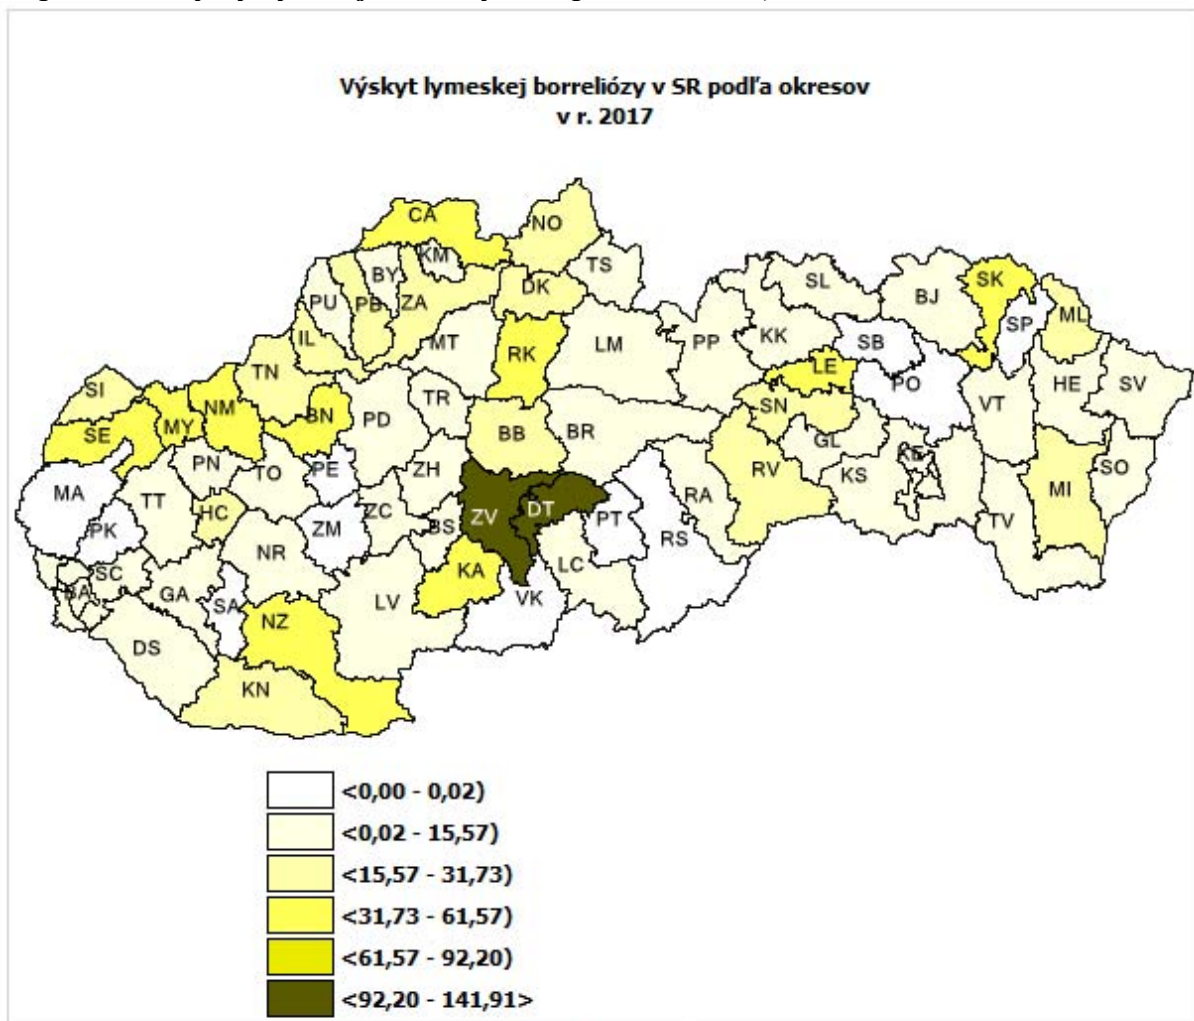 Výskyt lymeskej borreliózy v SR podľa okresov
v r. 2017
CA
NO
KM
TS
BY
PU
PB
ZA
DK
SL
BJ
SK
SP
ML
IL
MT
RK
LM
PP
KK
SB
TN
LE
PO
HE
SV
SI
NM
BN
PD
TR
SN
VT
SE
MY
BB
BR
GL
KE
PN
TO
PE
ZH
RV
KS
SO
MA
TT
HC
ZC
ZV
DT
PT
RA
MI
PK
ZM
BS
RS
TV
NR
KA
LC
BA
SC
GA
SA
LV
VK
NZ
DS
KN
<0,00 - 0,02)
<0,02 - 15,57)
<15,57 - 31,73)
<31,73 - 61,57)
<61,57 - 92,20)
<92,20 - 141,91>